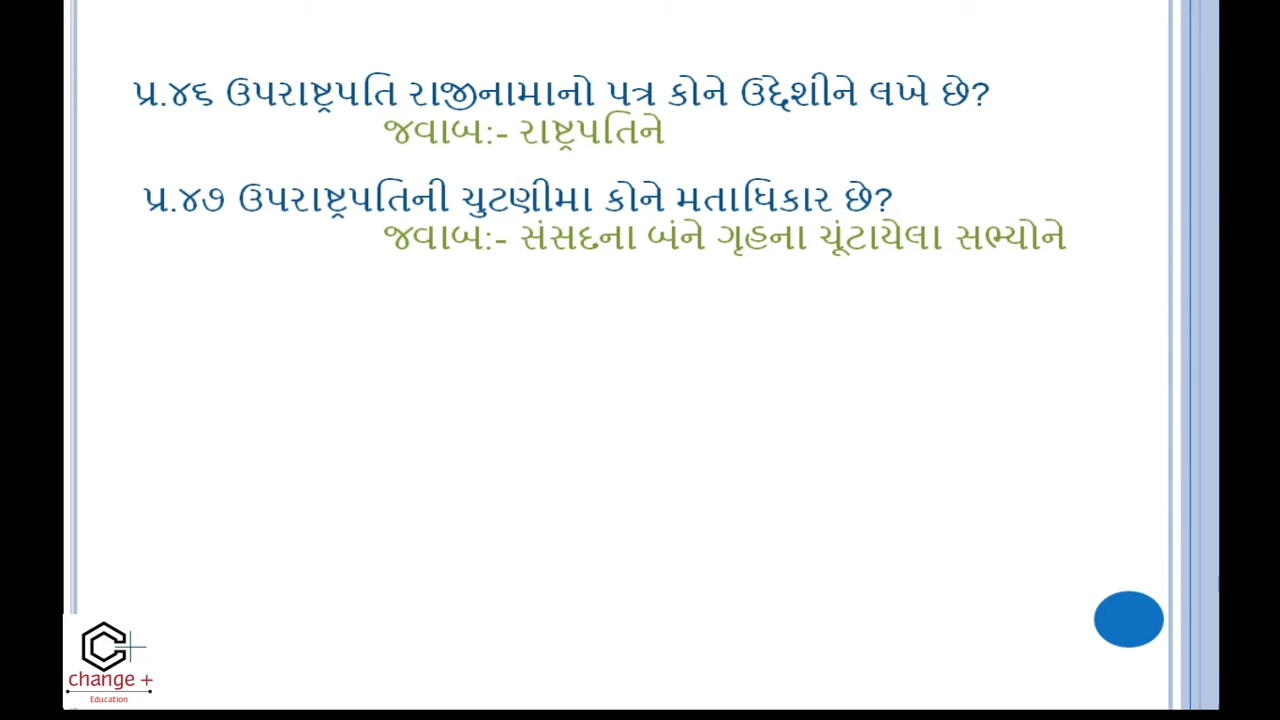 પ્ર.૪૬ ઉપરાષ્ટ્રપતિ રાજીનામાનો પત્ર કોને ઉદ્દેશીને લખે છે?
જવાબ:- રાષ્ટ્રપતિને
પ્ર.૪૭ ઉપરાષ્ટ્રપતિની ચુટણીમા કોને મતાધિકાર છે?
જવાબ:- સંસદના બંને ગૃહના ચૂંટાયેલા સભ્યોને
change +
Education